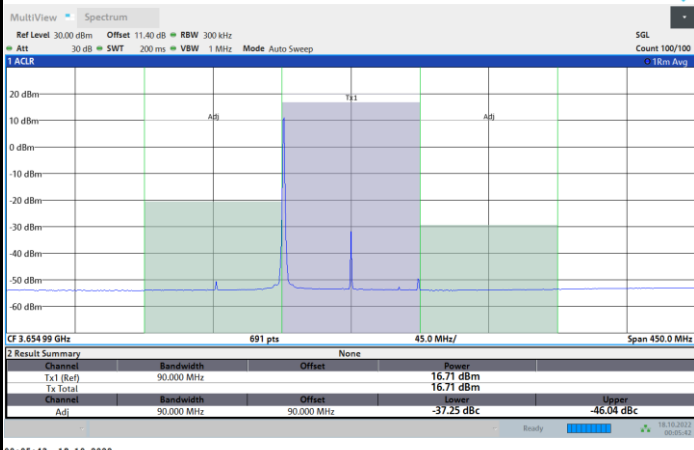 MultiView Spectrum
Ref Level 30.00 dBm Offset 11.40 dB RBW 300 kHz SGL
Att 30 dB SWT 200 ms VBW 1 MHz Mode Auto Sweep Count 100/100
1 ACLR 1Rm Avg
20 dBm
Tx1
10 dBm Adj Adj
0 dBm
-10 dBm
-20 dBm
-30 dBm
-40 dBm
-50 dBm
-60 dBm
CF 3.654 99 GHz 691 pts 45.0 MHz/ Span 450.0 MHz
2 Result Summary None
Channel Bandwidth Offset Power
Tx1 (Ref) 90.000 MHz 16.71 dBm
Tx Total 16.71 dBm
Channel Bandwidth Offset Lower Upper
Adj 90.000 MHz 90.000 MHz -37.25 dBc -46.04 dBc
Ready 18.10.2022
00:05:42